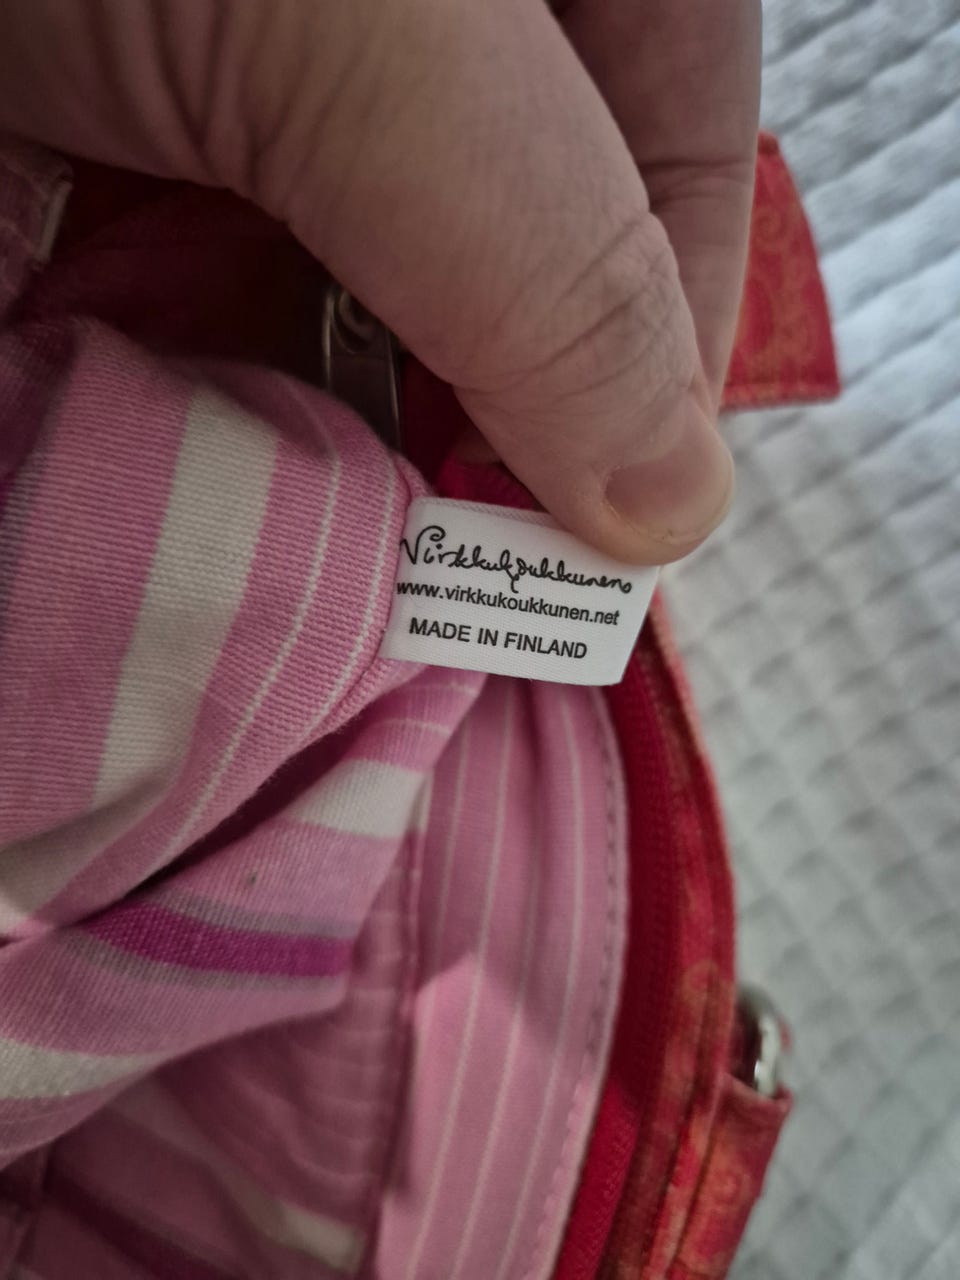 Virkkukoukkunen
www.virkkukoukkunen.net
MADE IN FINLAND